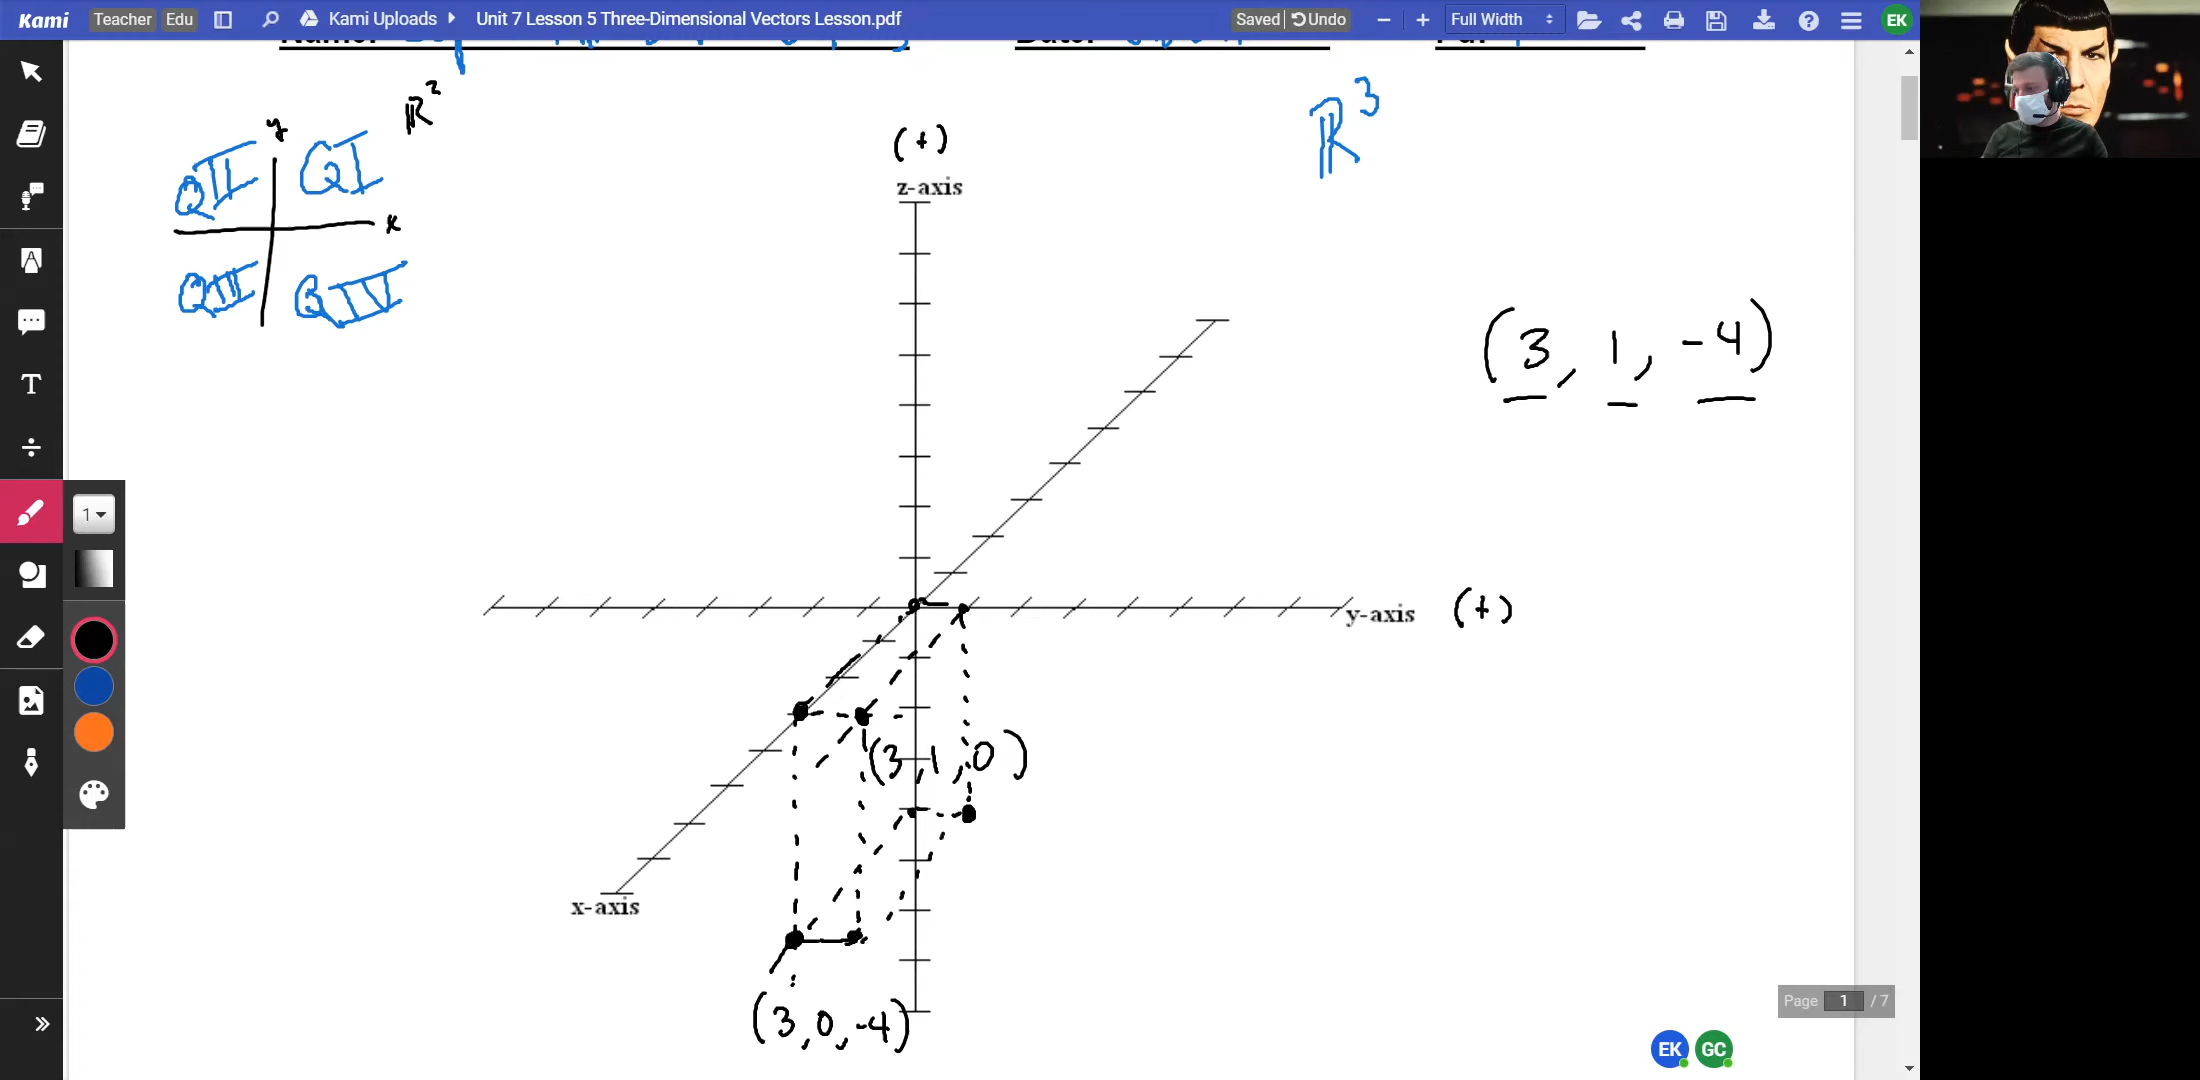 Kami Teacher Edu Kami Uploads Unit 7 Lesson 5 Three-Dimensional Vectors Lesson.pdf Saved Undo Full Width EK
ℝ² ℝ³
y
QII QI
x
QIII QIV
(+)
z-axis
(3, 1, -4)
y-axis (+)
(3, 1, 0)
x-axis
(3, 0, -4)
1
T
Page 1 / 7
EK GC